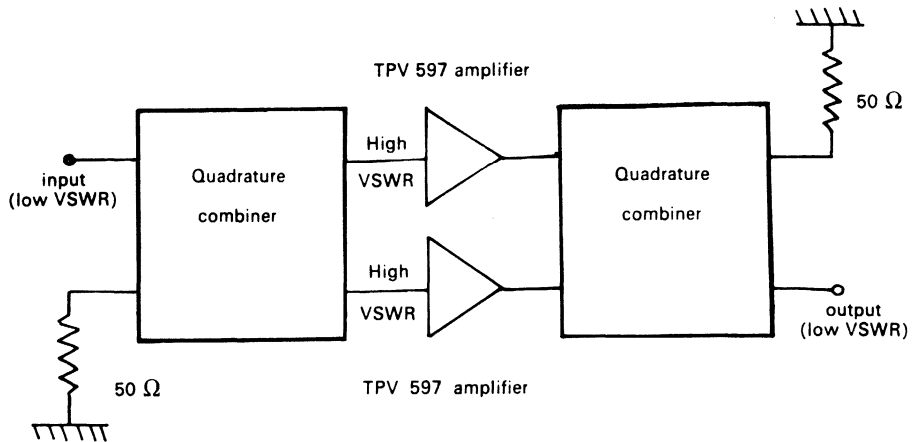 TPV 597 amplifier
50 Ω
input
(low VSWR)
Quadrature
combiner
High
VSWR
Quadrature
combiner
High
VSWR
output
(low VSWR)
50 Ω
TPV 597 amplifier